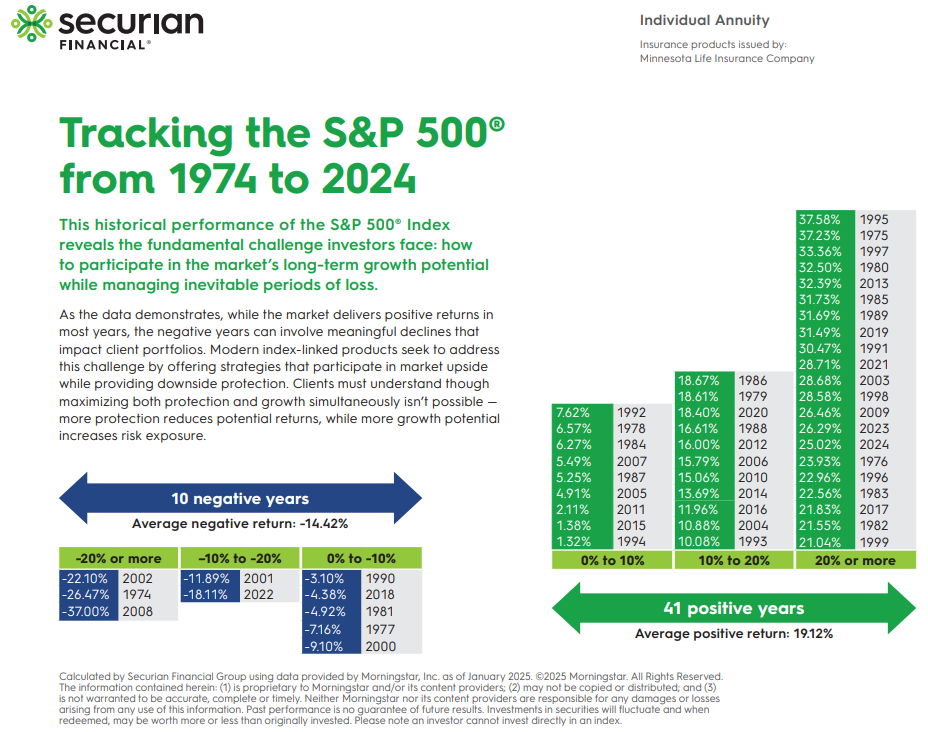 securian
FINANCIAL®
Individual Annuity
Insurance products issued by:
Minnesota Life Insurance Company
Tracking the S&P 500®
from 1974 to 2024
This historical performance of the S&P 500® Index
reveals the fundamental challenge investors face: how
to participate in the market's long-term growth potential
while managing inevitable periods of loss.
As the data demonstrates, while the market delivers positive returns in
most years, the negative years can involve meaningful declines that
impact client portfolios. Modern index-linked products seek to address
this challenge by offering strategies that participate in market upside
while providing downside protection. Clients must understand though
maximizing both protection and growth simultaneously isn't possible —
more protection reduces potential returns, while more growth potential
increases risk exposure.
10 negative years
Average negative return: -14.42%
-20% or more
-22.10% 2002
-26.47% 1974
-37.00% 2008
-10% to -20%
-11.89% 2001
-18.11% 2022
0% to -10%
-3.10% 1990
-4.38% 2018
-4.92% 1981
-7.16% 1977
-9.10% 2000
7.62% 1992
6.57% 1978
6.27% 1984
5.49% 2007
5.25% 1987
4.91% 2005
2.11% 2011
1.38% 2015
1.32% 1994
0% to 10%
18.67% 1986
18.61% 1979
18.40% 2020
16.61% 1988
16.00% 2012
15.79% 2006
15.06% 2010
13.69% 2014
11.96% 2016
10.88% 2004
10.08% 1993
10% to 20%
37.58% 1995
37.23% 1975
33.36% 1997
32.50% 1980
32.39% 2013
31.73% 1985
31.69% 1989
31.49% 2019
30.47% 1991
28.71% 2021
28.68% 2003
28.58% 1998
26.46% 2009
26.29% 2023
25.02% 2024
23.93% 1976
22.96% 1996
22.56% 1983
21.83% 2017
21.55% 1982
21.04% 1999
20% or more
41 positive years
Average positive return: 19.12%
Calculated by Securian Financial Group using data provided by Morningstar, Inc. as of January 2025. ©2025 Morningstar. All Rights Reserved.
The information contained herein: (1) is proprietary to Morningstar and/or its content providers; (2) may not be copied or distributed; and (3)
is not warranted to be accurate, complete or timely. Neither Morningstar nor its content providers are responsible for any damages or losses
arising from any use of this information. Past performance is no guarantee of future results. Investments in securities will fluctuate and when
redeemed, may be worth more or less than originally invested. Please note an investor cannot invest directly in an index.